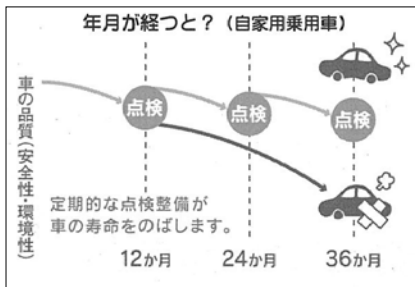 年月が経つと？（自家用乗用車）
車の品質（安全性・環境性）
点検
点検
点検
定期的な点検整備が
車の寿命をのばします。
12か月
24か月
36か月